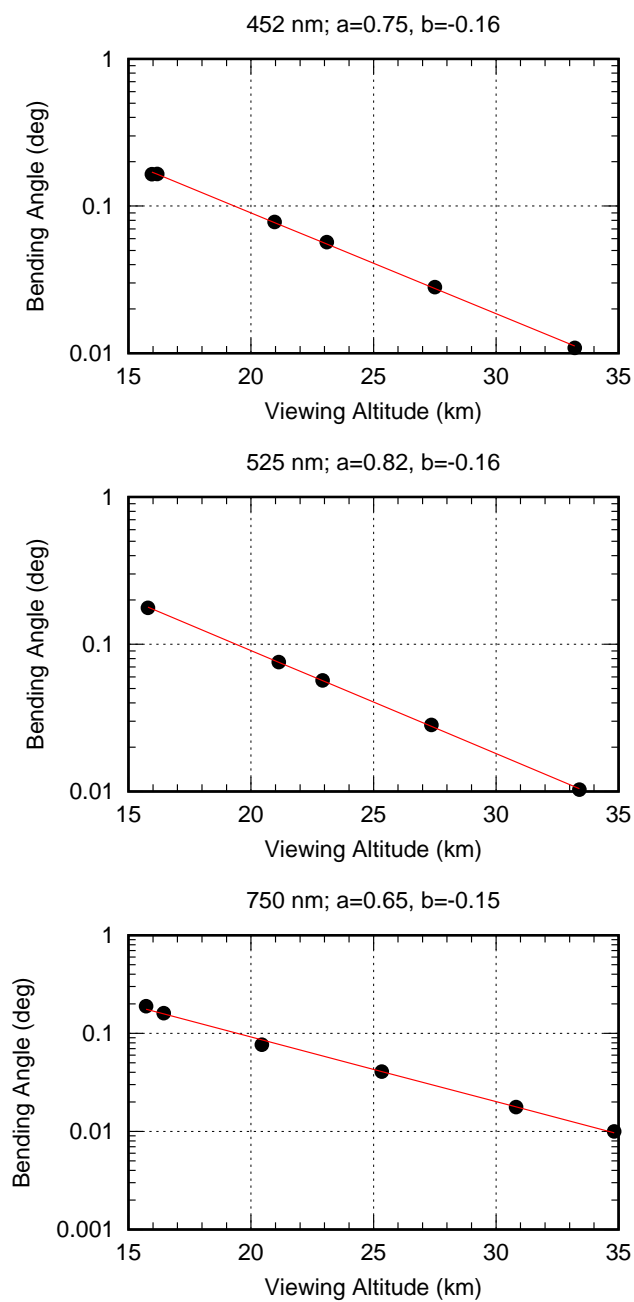 452 nm; a=0.75, b=-0.16
1
0.1
0.01
Bending Angle (deg)
15 20 25 30 35
Viewing Altitude (km)
525 nm; a=0.82, b=-0.16
1
0.1
0.01
Bending Angle (deg)
15 20 25 30 35
Viewing Altitude (km)
750 nm; a=0.65, b=-0.15
1
0.1
0.01
0.001
Bending Angle (deg)
15 20 25 30 35
Viewing Altitude (km)